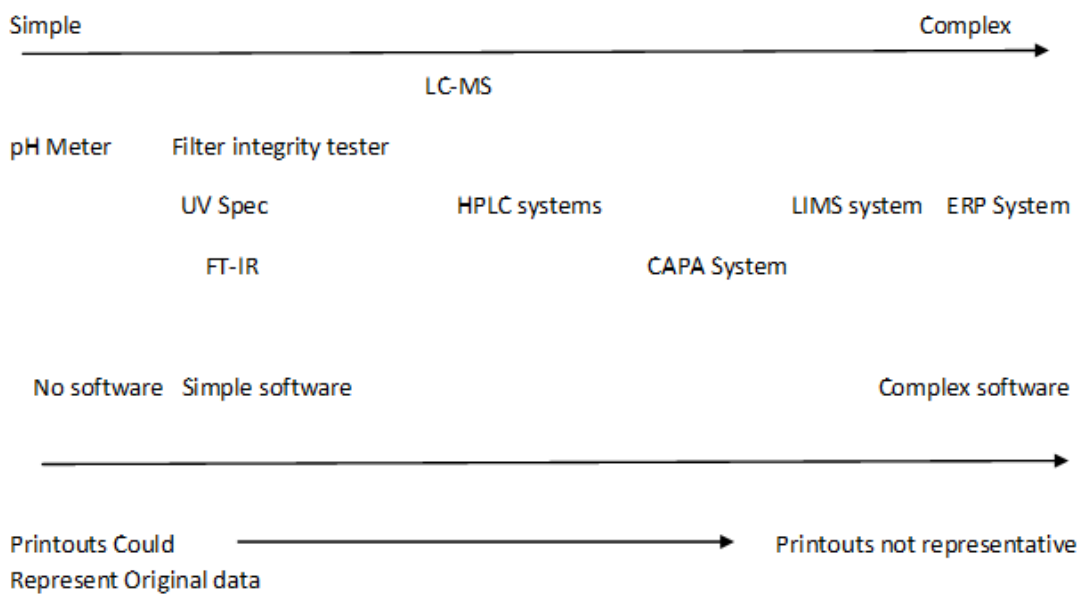 Simple Complex
LC-MS
pH Meter Filter integrity tester
UV Spec HPLC systems LIMS system ERP System
FT-IR CAPA System
No software Simple software Complex software
Printouts Could Printouts not representative
Represent Original data